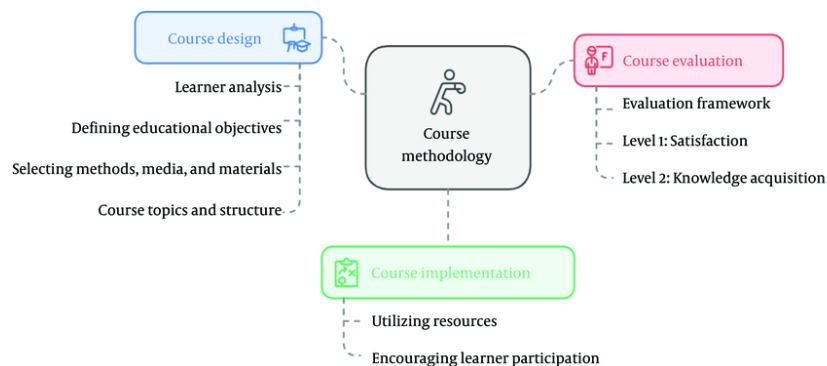 Course design
Learner analysis
Defining educational objectives
Selecting methods, media, and materials
Course topics and structure
Course
methodology
F
Course evaluation
Evaluation framework
Level 1: Satisfaction
Level 2: Knowledge acquisition
Course implementation
Utilizing resources
Encouraging learner participation